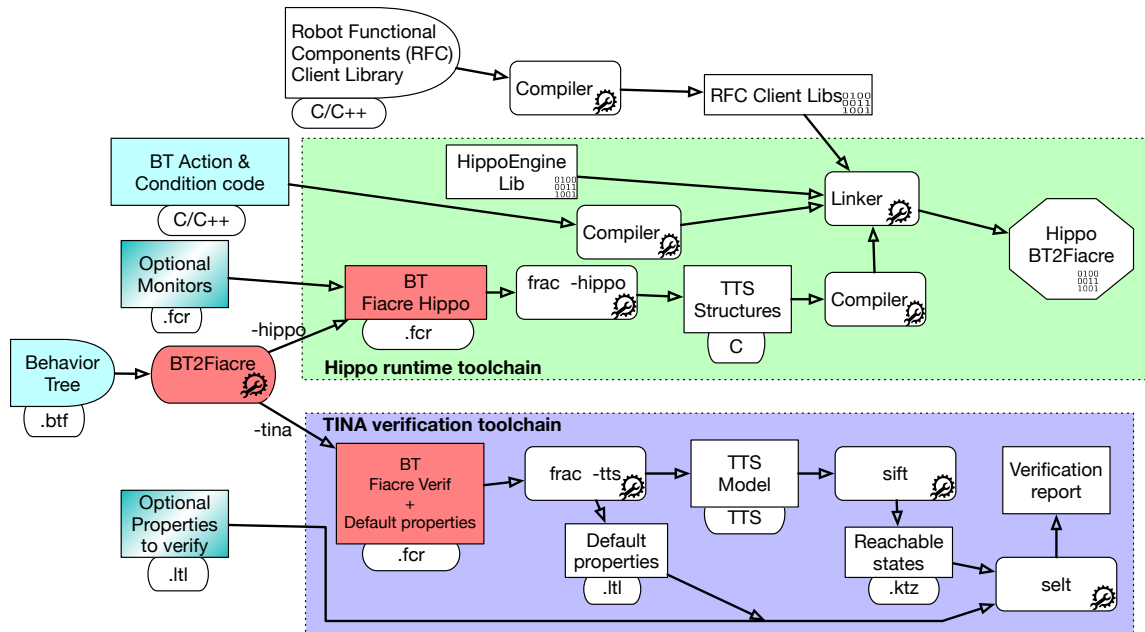 Robot Functional
Components (RFC)
Client Library
C/C++
Compiler
RFC Client Libs
0100
0011
1001
BT Action &
Condition code
C/C++
HippoEngine
Lib
0100
0011
1001
Compiler
Linker
Hippo
BT2Fiacre
0100
0011
1001
Optional
Monitors
.fcr
BT
Fiacre Hippo
.fcr
frac -hippo
TTS
Structures
C
Compiler
-hippo
Hippo runtime toolchain
Behavior
Tree
.btf
BT2Fiacre
-tina
TINA verification toolchain
BT
Fiacre Verif
+
Default properties
.fcr
frac -tts
TTS
Model
TTS
sift
Verification
report
Optional
Properties
to verify
.ltl
Default
properties
.ltl
Reachable
states
.ktz
selt